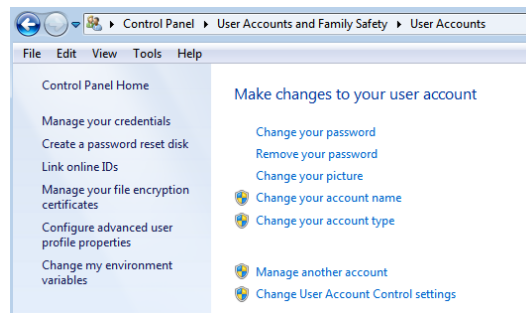 Control Panel ▸ User Accounts and Family Safety ▸ User Accounts
File Edit View Tools Help
Control Panel Home
Manage your credentials
Create a password reset disk
Link online IDs
Manage your file encryption
certificates
Configure advanced user
profile properties
Change my environment
variables
Make changes to your user account
Change your password
Remove your password
Change your picture
Change your account name
Change your account type
Manage another account
Change User Account Control settings